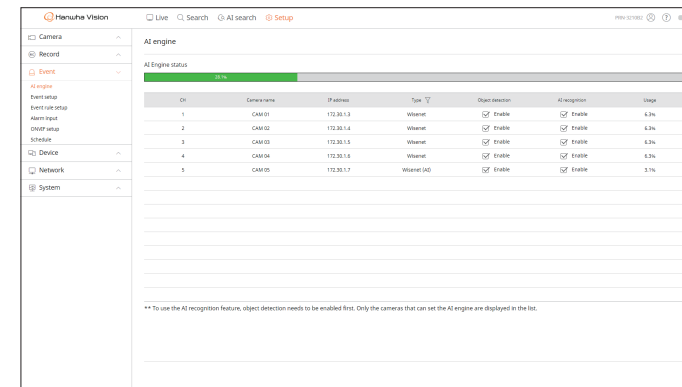 Hanwha Vision
Live Search AI search Setup
Camera
Record
Event
AI engine
Event setup
Event rule setup
Alarm input
ONVIF setup
Schedule
Device
Network
System
AI engine
AI Engine status
CH Camera name IP address Type Object detection AI recognition Usage
1 CAM 01 172.30.1.3 Wisenet Enable Enable 6.3%
2 CAM 02 172.30.1.4 Wisenet Enable Enable 6.3%
3 CAM 03 172.30.1.5 Wisenet Enable Enable 6.3%
4 CAM 04 172.30.1.6 Wisenet Enable Enable 6.3%
5 CAM 05 172.30.1.7 Wisenet (AI) Enable Enable 3.1%
** To use the AI recognition feature, object detection needs to be enabled first. Only the cameras that can set the AI engine are displayed in the list.